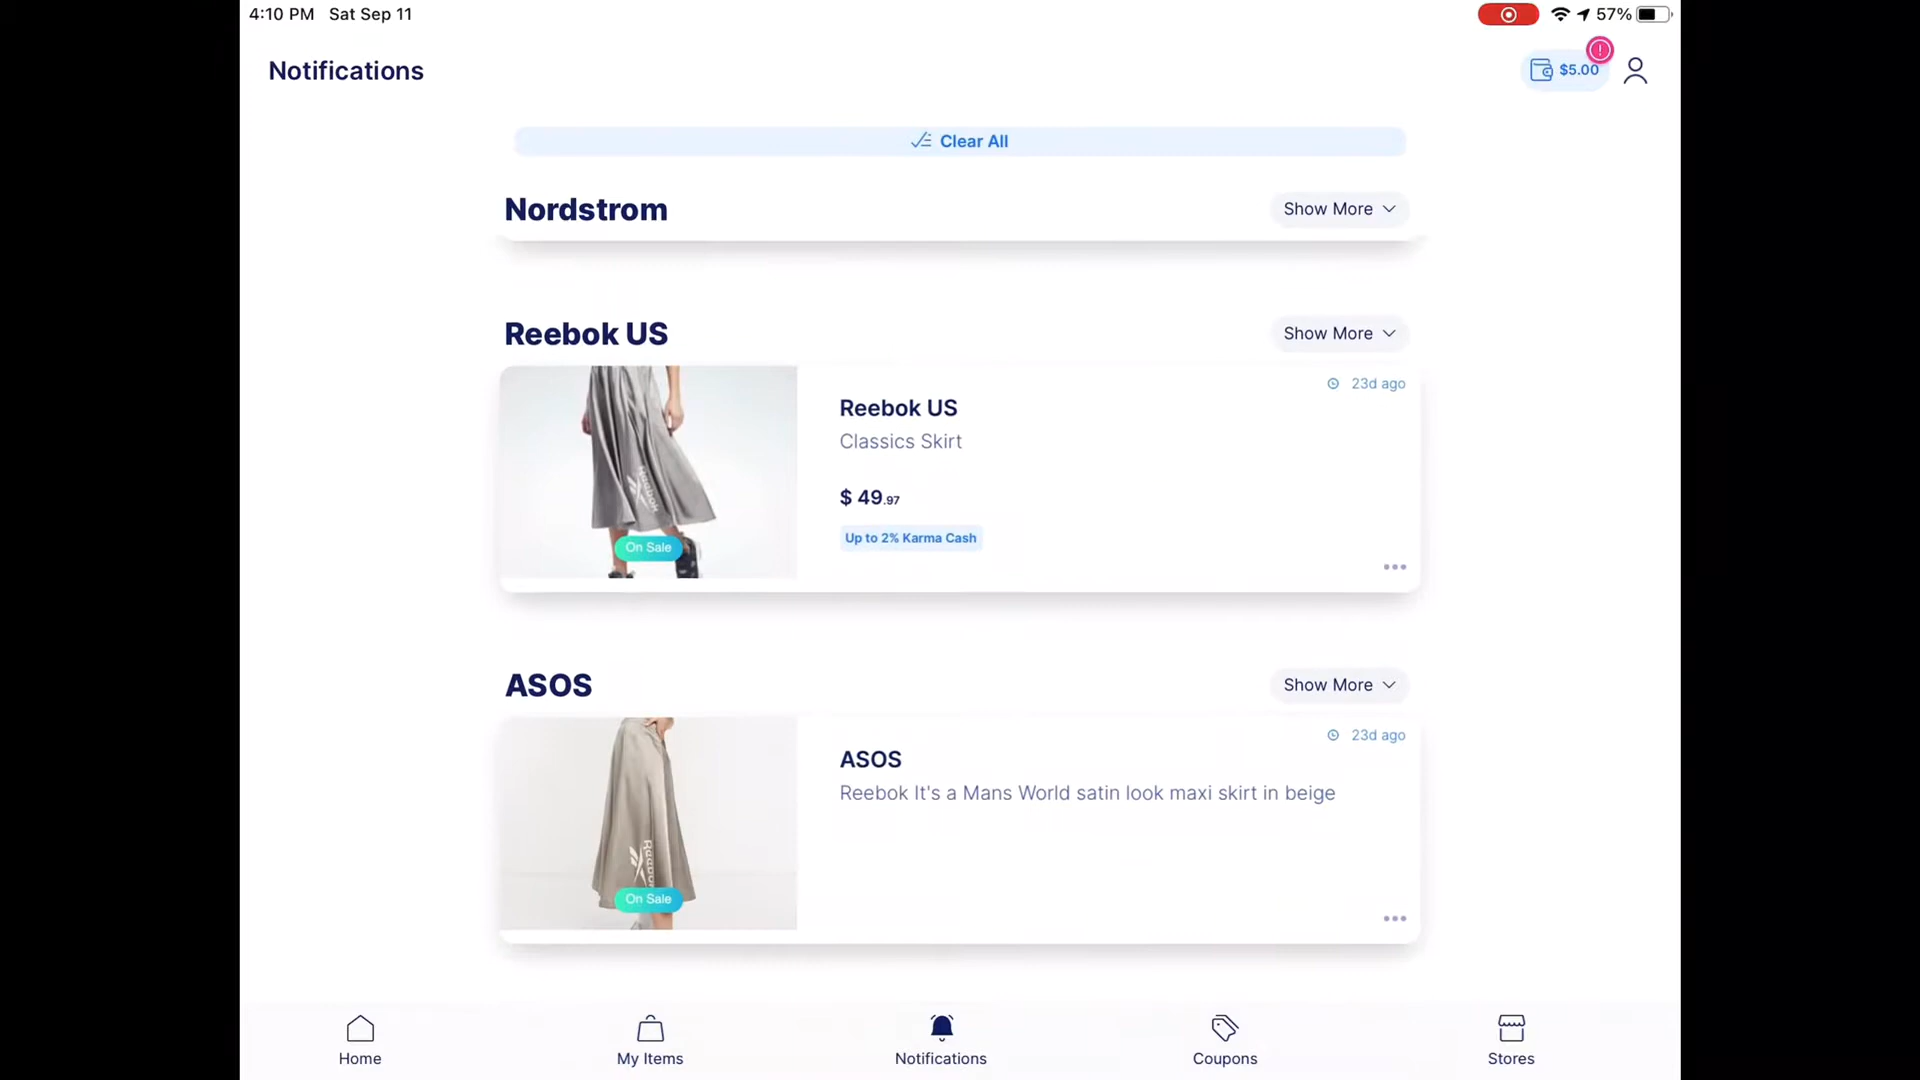 4:10 PM Sat Sep 11
57%
Notifications
$5.00
!
Clear All
Nordstrom
Show More
Reebok US
Show More
23d ago
Reebok US
Classics Skirt
$ 49.97
Up to 2% Karma Cash
Reebok
On Sale
ASOS
Show More
23d ago
ASOS
Reebok It's a Mans World satin look maxi skirt in beige
Reebok
On Sale
Home
My Items
Notifications
Coupons
Stores